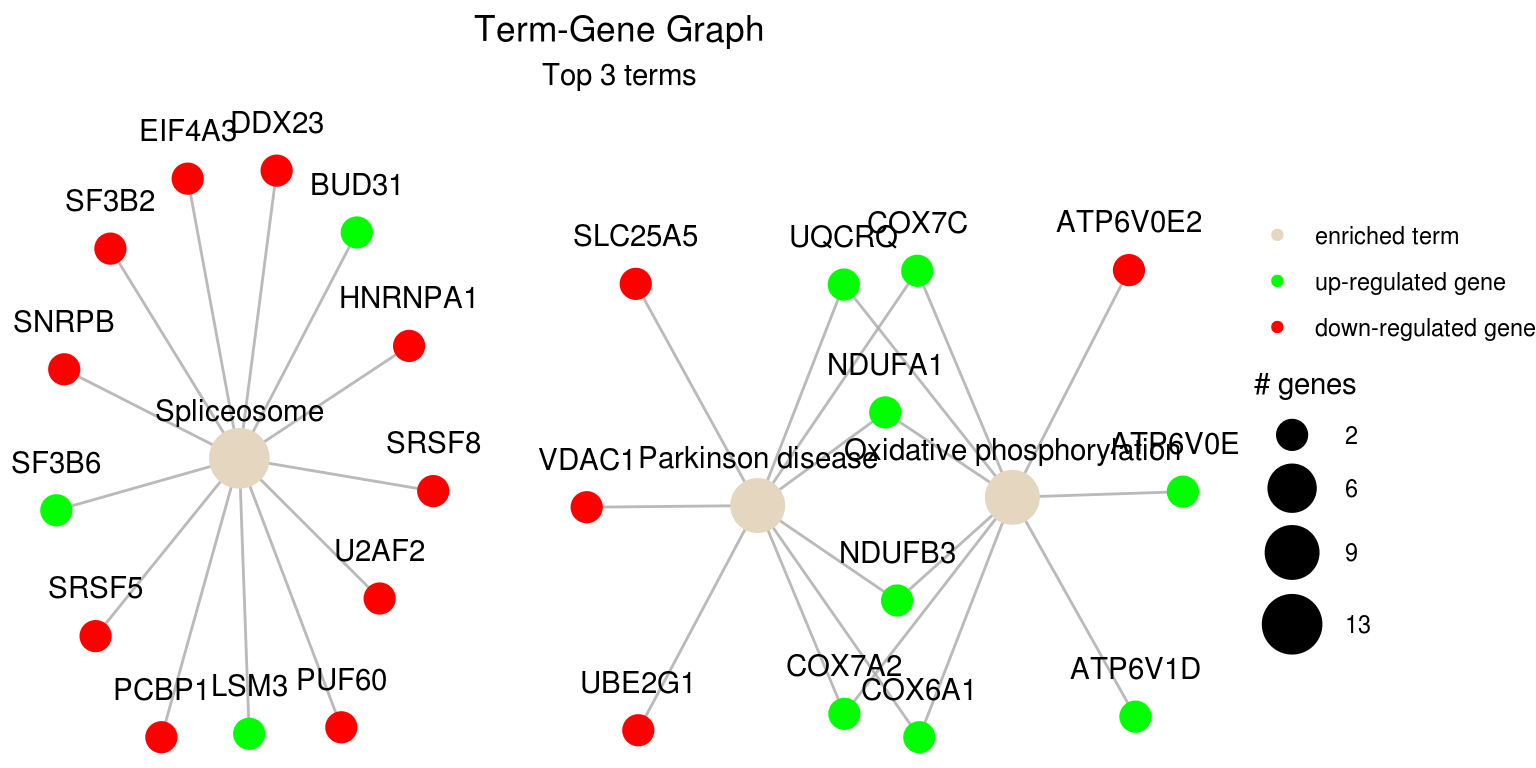 Term-Gene Graph
Top 3 terms
EIF4A3
DDX23
BUD31
SF3B2
HNRNPA1
SNRPB
Spliceosome
SRSF8
SF3B6
U2AF2
SRSF5
PCBP1
LSM3
PUF60
SLC25A5
UQCRQ
COX7C
ATP6V0E2
NDUFA1
VDAC1
Parkinson disease
Oxidative phosphorylation
ATP6V0E
NDUFB3
UBE2G1
COX7A2
COX6A1
ATP6V1D
enriched term
up-regulated gene
down-regulated gene
# genes
2
6
9
13